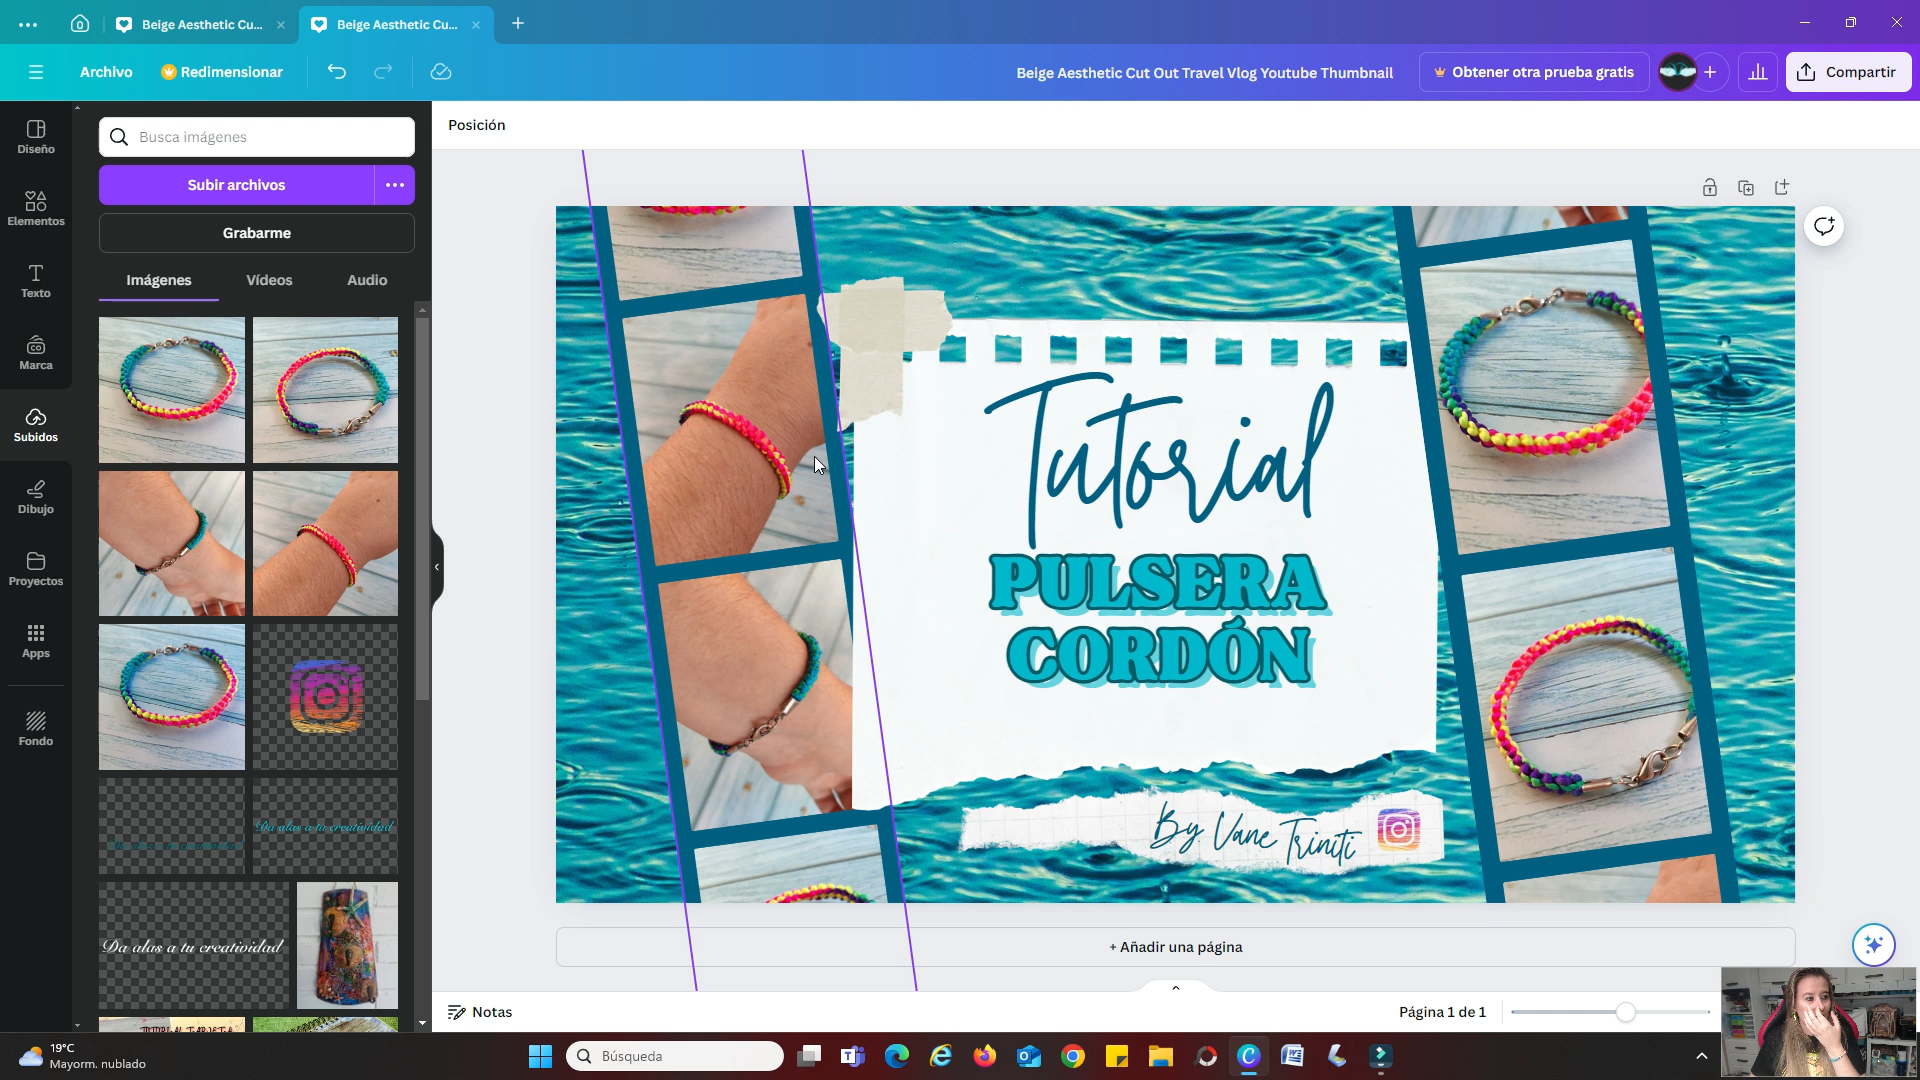 Beige Aesthetic Cu...
Beige Aesthetic Cu...
Archivo
Redimensionar
Beige Aesthetic Cut Out Travel Vlog Youtube Thumbnail
Obtener otra prueba gratis
Compartir
Diseño
Elementos
Texto
Marca
Subidos
Dibujo
Proyectos
Apps
Fondo
Busca imágenes
Subir archivos
Grabarme
Imágenes
Vídeos
Audio
Da alas a tu creatividad
Da alas a tu creatividad
Posición
Tutorial
PULSERA
CORDÓN
By Vane Triniti
+ Añadir una página
Notas
Página 1 de 1
19°C
Mayorm. nublado
Búsqueda